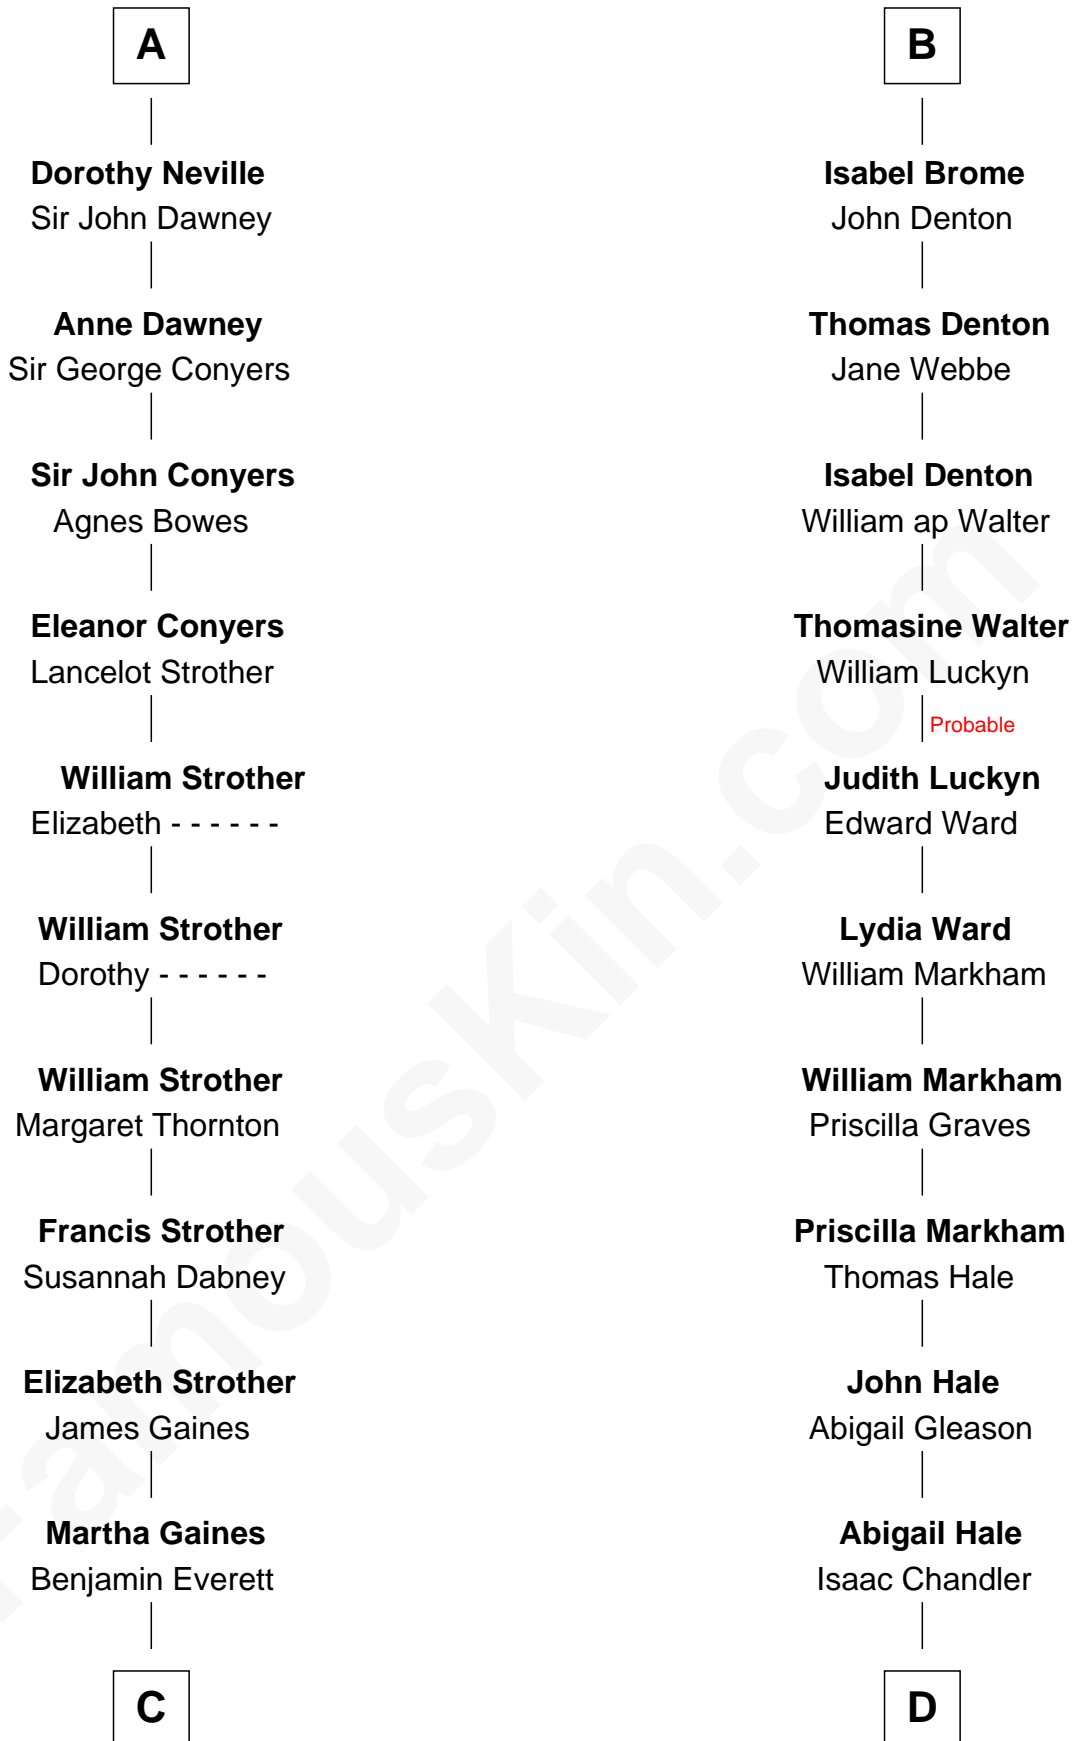 A
Dorothy Neville
Sir John Dawney
Anne Dawney
Sir George Conyers
Sir John Conyers
Agnes Bowes
Eleanor Conyers
Lancelot Strother
William Strother
Elizabeth - - - - - -
William Strother
Dorothy - - - - - -
William Strother
Margaret Thornton
Francis Strother
Susannah Dabney
Elizabeth Strother
James Gaines
Martha Gaines
Benjamin Everett
C
B
Isabel Brome
John Denton
Thomas Denton
Jane Webbe
Isabel Denton
William ap Walter
Thomasine Walter
William Luckyn
Probable
Judith Luckyn
Edward Ward
Lydia Ward
William Markham
William Markham
Priscilla Graves
Priscilla Markham
Thomas Hale
John Hale
Abigail Gleason
Abigail Hale
Isaac Chandler
D
FamousKin.com